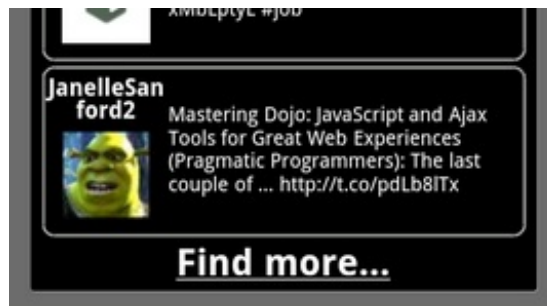 #job
JanelleSan
ford2
Mastering Dojo: JavaScript and Ajax
Tools for Great Web Experiences
(Pragmatic Programmers): The last
couple of ... http://t.co/pdLb8lTx
Find more...